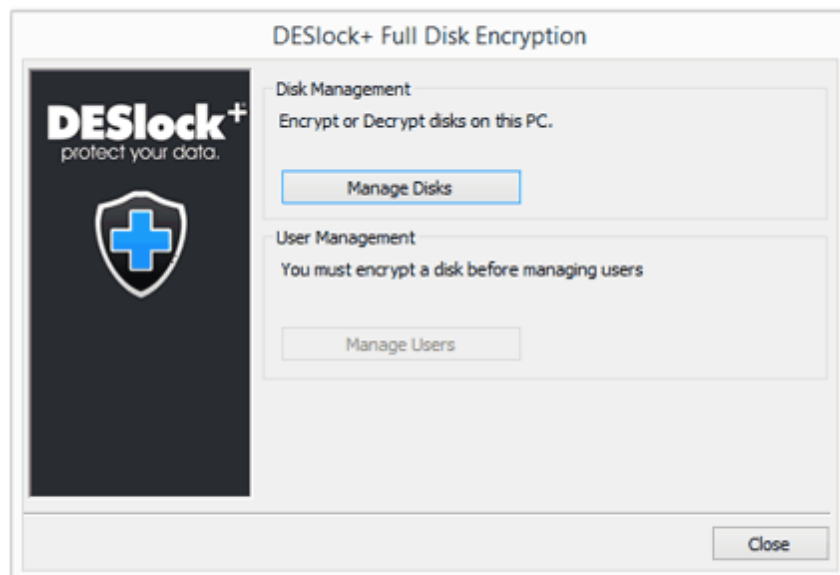 DESlock+ Full Disk Encryption
DESlock+
protect your data.
Disk Management
Encrypt or Decrypt disks on this PC.
Manage Disks
User Management
You must encrypt a disk before managing users
Manage Users
Close